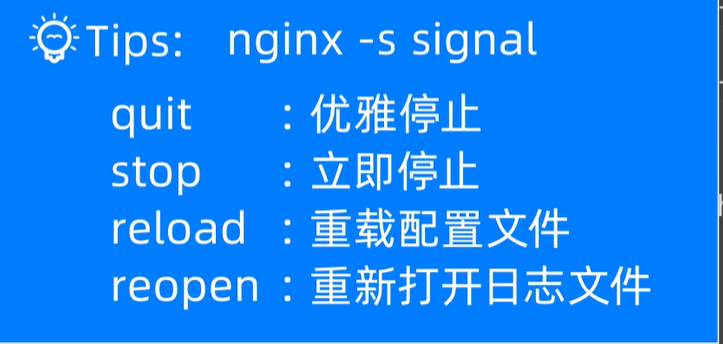 Tips: nginx -s signal
quit : 优雅停止
stop : 立即停止
reload : 重载配置文件
reopen : 重新打开日志文件